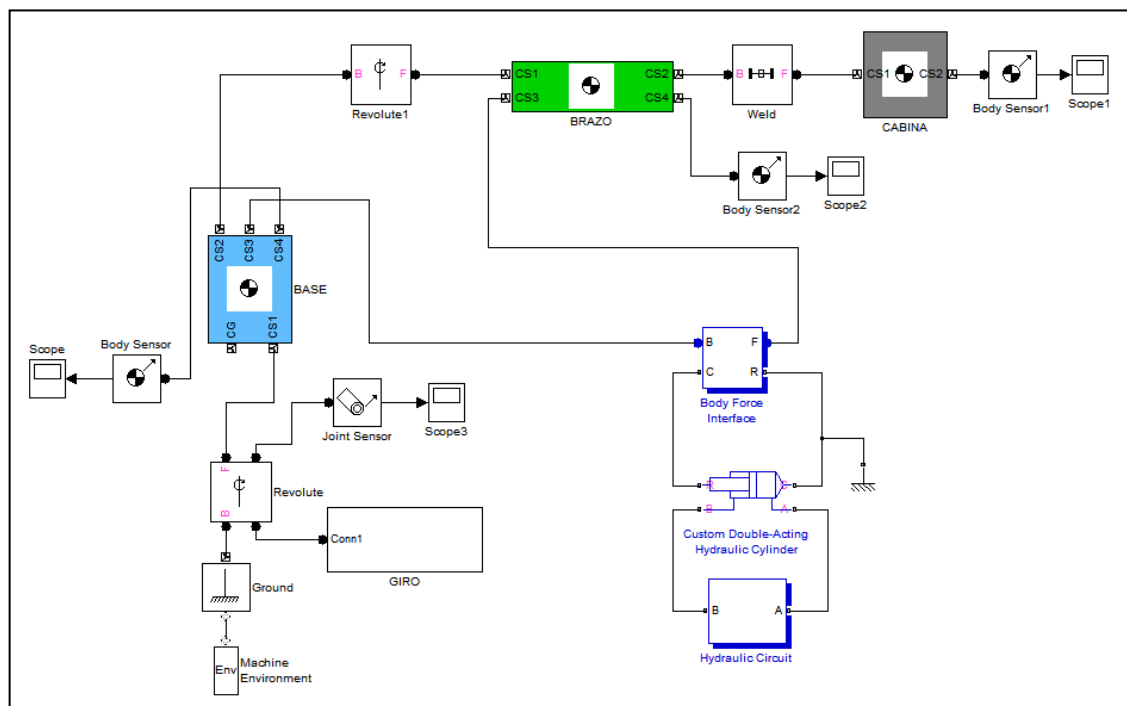 B F
Revolute1
CS1 CS2
CS3 CS4
BRAZO
B F
Weld
CS1 CS2
CABINA
Body Sensor1
Scope1
Body Sensor2
Scope2
CS2 CS3 CS4
BASE
CG CS1
Scope
Body Sensor
Joint Sensor
Scope3
F
B
Revolute
Conn1
GIRO
Ground
Env
Machine
Environment
B F
C R
Body Force
Interface
R C
B A
Custom Double-Acting
Hydraulic Cylinder
B A
Hydraulic Circuit